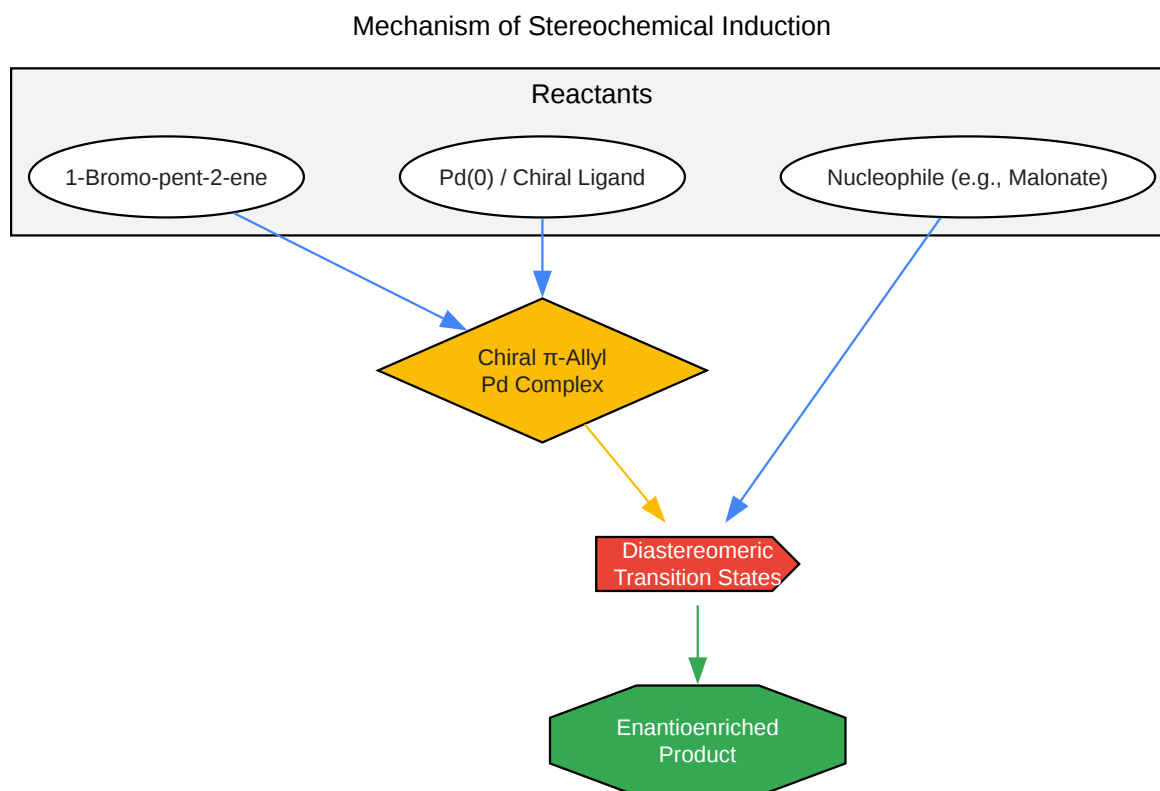 Mechanism of Stereochemical Induction
Reactants
1-Bromo-pent-2-ene
Pd(0) / Chiral Ligand
Nucleophile (e.g., Malonate)
Chiral π-Allyl
Pd Complex
Diastereomeric
Transition States
Enantioenriched
Product